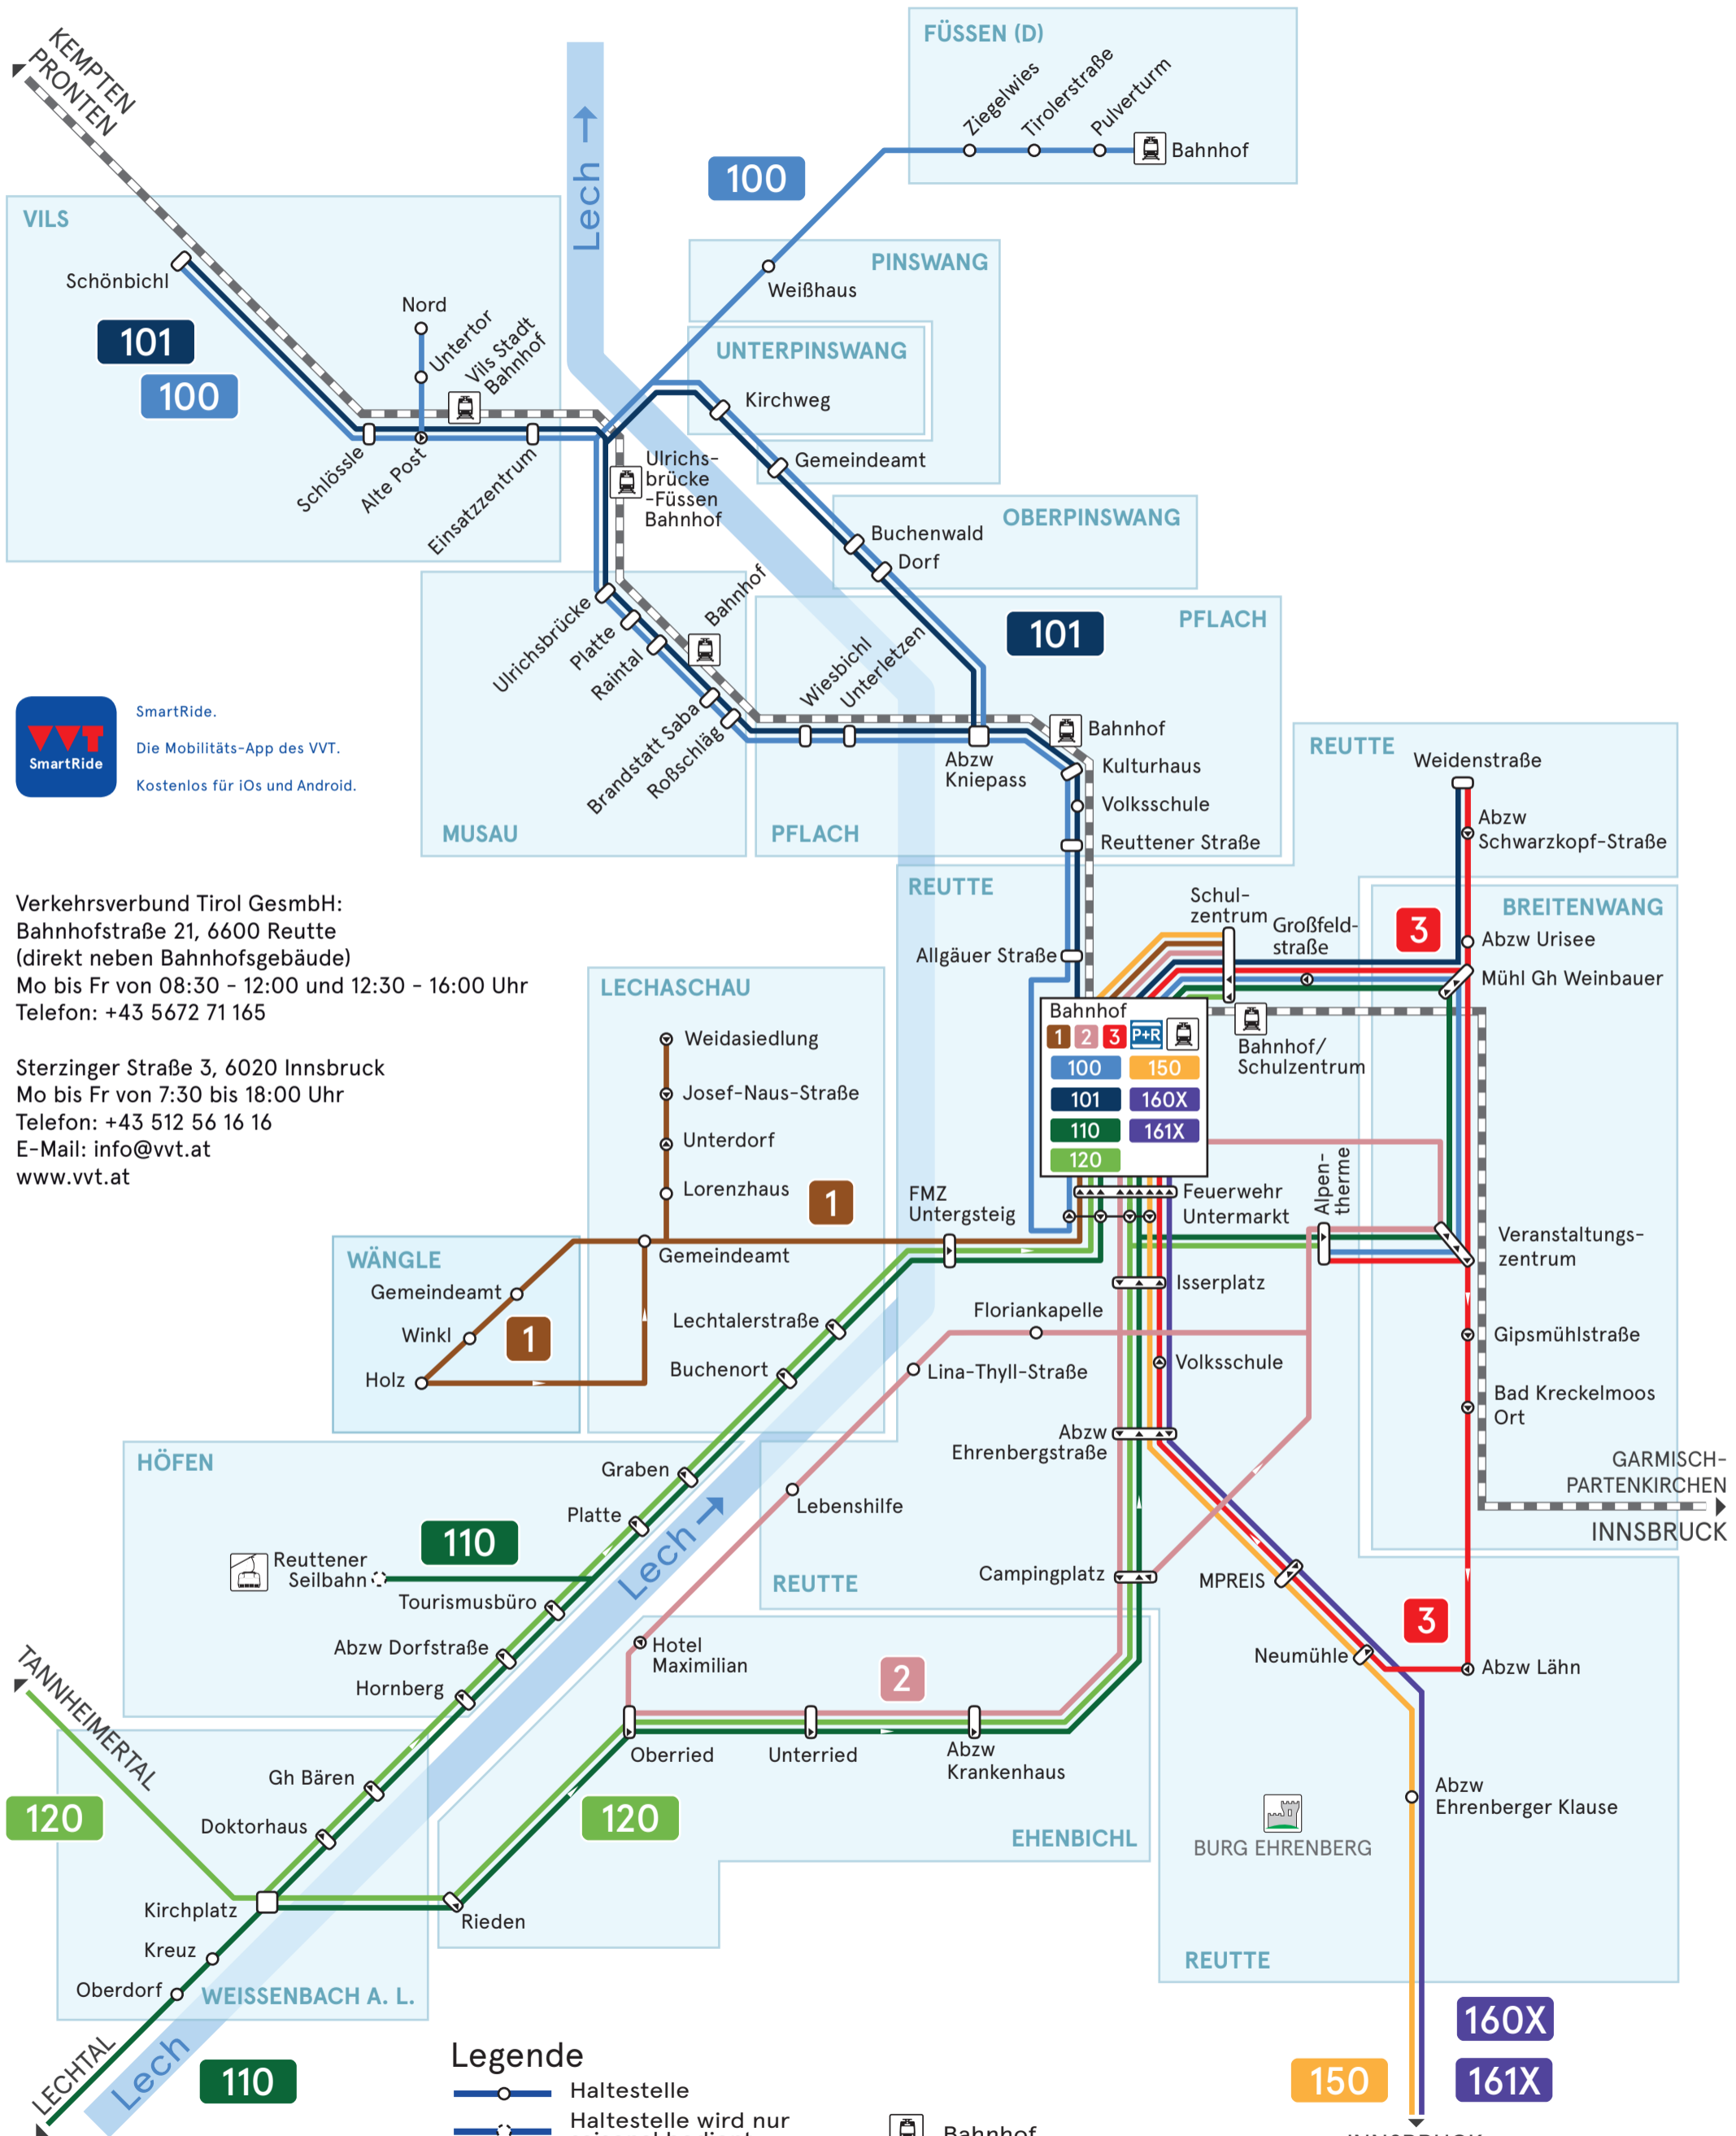 KEMPTEN
PRONTEN
FÜSSEN (D)
Ziegelwies
Tirolerstraße
Pulverturm
Bahnhof
100
Lech
VILS
Schönbichl
101
100
Nord
Untertor
Vils Stadt
Bahnhof
Schlössle
Alte Post
Einsatzzentrum
PINSWANG
Weißhaus
UNTERPINSWANG
Kirchweg
Gemeindeamt
Ulrichs-
brücke
-Füssen
Bahnhof
OBERPINSWANG
Buchenwald
Dorf
Ulrichsbrücke
Platte
Raintal
Bahnhof
Brandstatt Saba
Roßschläg
MUSAU
Wiesbichl
Unterletzen
101
PFLACH
Abzw
Kniepass
Bahnhof
Kulturhaus
Volksschule
Reuttener Straße
PFLACH
VVT
SmartRide
SmartRide.
Die Mobilitäts-App des VVT.
Kostenlos für iOs und Android.
REUTTE
Weidenstraße
Abzw
Schwarzkopf-Straße
Verkehrsverbund Tirol GesmbH:
Bahnhofstraße 21, 6600 Reutte
(direkt neben Bahnhofsgebäude)
Mo bis Fr von 08:30 - 12:00 und 12:30 - 16:00 Uhr
Telefon: +43 5672 71 165
Sterzinger Straße 3, 6020 Innsbruck
Mo bis Fr von 7:30 bis 18:00 Uhr
Telefon: +43 512 56 16 16
E-Mail: info@vvt.at
www.vvt.at
REUTTE
Allgäuer Straße
Schul-
zentrum
Großfeld-
straße
3
BREITENWANG
Abzw Urisee
Mühl Gh Weinbauer
Bahnhof
1 2 3 P+R
100 150
101 160X
110 161X
120
Bahnhof/
Schulzentrum
LECHASCHAU
Weidasiedlung
Josef-Naus-Straße
Unterdorf
Lorenzhaus
1
Gemeindeamt
FMZ
Untergsteig
Feuerwehr
Untermarkt
Alpen-
therme
Veranstaltungs-
zentrum
WÄNGLE
Gemeindeamt
Winkl
1
Holz
Lechtalerstraße
Buchenort
Isserplatz
Floriankapelle
Lina-Thyll-Straße
Volksschule
Gipsmühlstraße
Bad Kreckelmoos
Ort
Abzw
Ehrenbergstraße
GARMISCH-
PARTENKIRCHEN
INNSBRUCK
HÖFEN
Graben
Platte
110
Reuttener
Seilbahn
Tourismusbüro
Abzw Dorfstraße
Hornberg
Lech
Lebenshilfe
REUTTE
Campingplatz
MPREIS
3
Neumühle
Abzw Lähn
Hotel
Maximilian
2
Oberried
Unterried
Abzw
Krankenhaus
TANNHEIMERTAL
120
Gh Bären
Doktorhaus
120
EHENBICHL
BURG EHRENBERG
Abzw
Ehrenberger Klause
Kirchplatz
Rieden
Kreuz
Oberdorf
WEISSENBACH A. L.
REUTTE
LECHTAL
Lech
110
160X
150
161X
Legende
Haltestelle
Haltestelle wird nur
Bahnhof